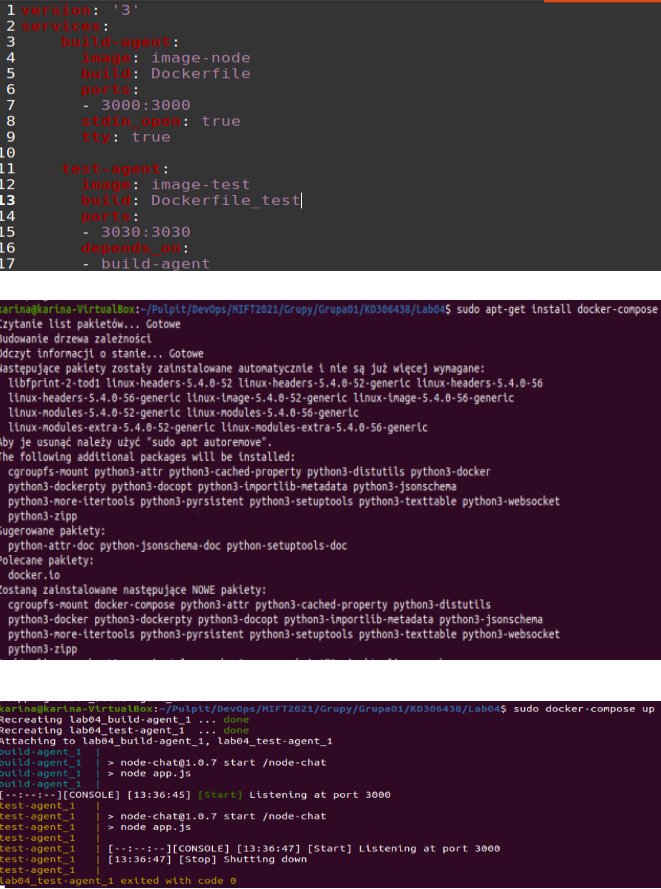 1 version: '3'
2 services:
3 build-agent:
4 image: image-node
5 build: Dockerfile
6 ports:
7 - 3000:3000
8 stdin_open: true
9 tty: true
10
11 test-agent:
12 image: image-test
13 build: Dockerfile_test
14 ports:
15 - 3030:3030
16 depends_on:
17 - build-agent
karina@karina-VirtualBox:~/Pulpit/DevOps/MIFT2021/Grupy/Grupa01/KD306438/Lab04$ sudo apt-get install docker-compose
Czytanie list pakietów... Gotowe
Budowanie drzewa zależności
Odczyt informacji o stanie... Gotowe
Następujące pakiety zostały zainstalowane automatycznie i nie są już więcej wymagane:
libfprint-2-tod1 linux-headers-5.4.0-52 linux-headers-5.4.0-52-generic linux-headers-5.4.0-56
linux-headers-5.4.0-56-generic linux-image-5.4.0-52-generic linux-image-5.4.0-56-generic
linux-modules-5.4.0-52-generic linux-modules-5.4.0-56-generic
linux-modules-extra-5.4.0-52-generic linux-modules-extra-5.4.0-56-generic
Aby je usunąć należy użyć "sudo apt autoremove".
The following additional packages will be installed:
cgroupfs-mount python3-attr python3-cached-property python3-distutils python3-docker
python3-dockerpty python3-docopt python3-importlib-metadata python3-jsonschema
python3-more-itertools python3-pyrsistent python3-setuptools python3-texttable python3-websocket
python3-zipp
Sugerowane pakiety:
python-attr-doc python-jsonschema-doc python-setuptools-doc
Polecane pakiety:
docker.io
Zostaną zainstalowane następujące NOWE pakiety:
cgroupfs-mount docker-compose python3-attr python3-cached-property python3-distutils
python3-docker python3-dockerpty python3-docopt python3-importlib-metadata python3-jsonschema
python3-more-itertools python3-pyrsistent python3-setuptools python3-texttable python3-websocket
python3-zipp
karina@karina-VirtualBox:~/Pulpit/DevOps/MIFT2021/Grupy/Grupa01/KD306438/Lab04$ sudo docker-compose up
Recreating lab04_build-agent_1 ... done
Recreating lab04_test-agent_1 ... done
Attaching to lab04_build-agent_1, lab04_test-agent_1
build-agent_1 |
build-agent_1 | > node-chat@1.0.7 start /node-chat
build-agent_1 | > node app.js
build-agent_1 |
[--:--:--][CONSOLE] [13:36:45] [Start] Listening at port 3000
test-agent_1 |
test-agent_1 | > node-chat@1.0.7 start /node-chat
test-agent_1 | > node app.js
test-agent_1 |
test-agent_1 | [--:--:--][CONSOLE] [13:36:47] [Start] Listening at port 3000
test-agent_1 | [13:36:47] [Stop] Shutting down
test-agent_1 |
lab04_test-agent_1 exited with code 0